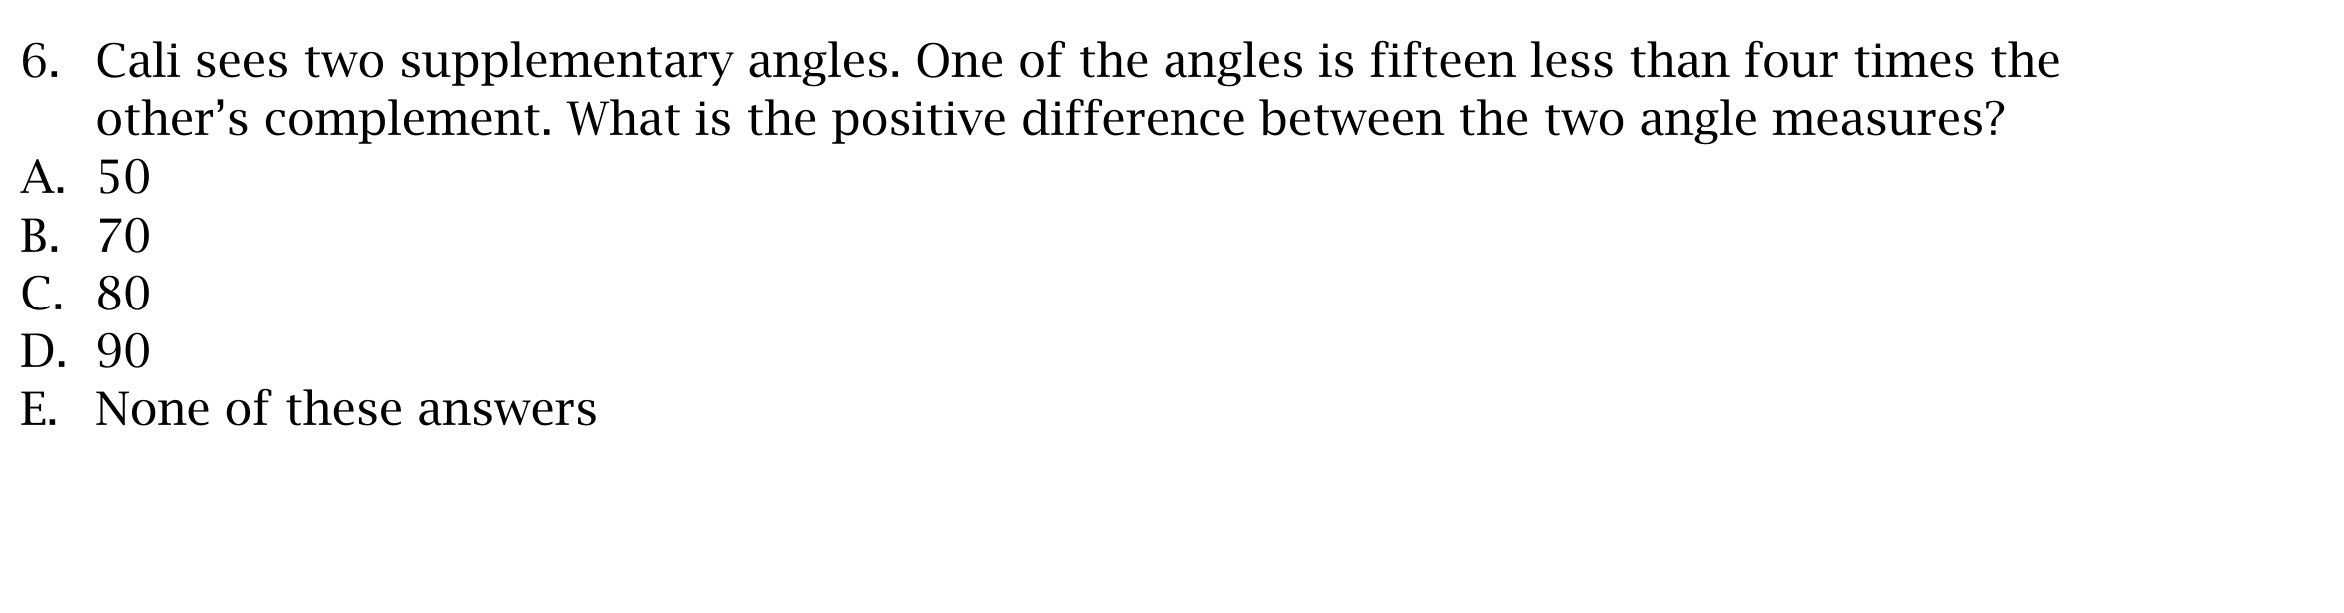 6. Cali sees two supplementary angles. One of the angles is fifteen less than four times the
other’s complement. What is the positive difference between the two angle measures?
A. 50
B. 70
C. 80
D. 90
E. None of these answers